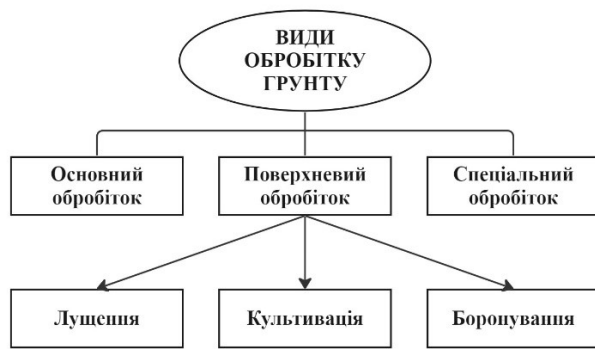 ВИДИ
ОБРОБІТКУ
ГРУНТУ
Основний
обробіток
Поверхневий
обробіток
Спеціальний
обробіток
Лущення
Культивація
Боронування